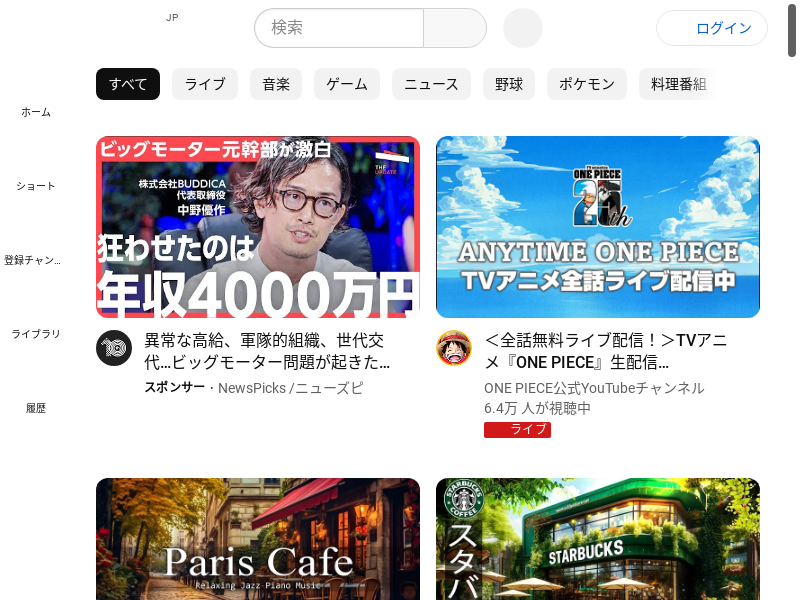 JP
検索
ログイン
すべて
ライブ
音楽
ゲーム
ニュース
野球
ポケモン
料理番組
ホーム
ショート
登録チャン...
ライブラリ
履歴
ビッグモーター元幹部が激白
THE UPDATE
株式会社BUDDICA
代表取締役
中野優作
狂わせたのは
年収4000万円
異常な高給、軍隊的組織、世代交
代...ビッグモーター問題が起きた...
スポンサー・NewsPicks /ニューズピ
ONE PIECE
25th
ANYTIME ONE PIECE
TVアニメ全話ライブ配信中
＜全話無料ライブ配信！＞TVアニ
メ『ONE PIECE』生配信...
ONE PIECE公式YouTubeチャンネル
6.4万 人が視聴中
ライブ
Paris Cafe
Relaxing Jazz Piano Music
STARBUCKS
COFFEE
スタバ
STARBUCKS